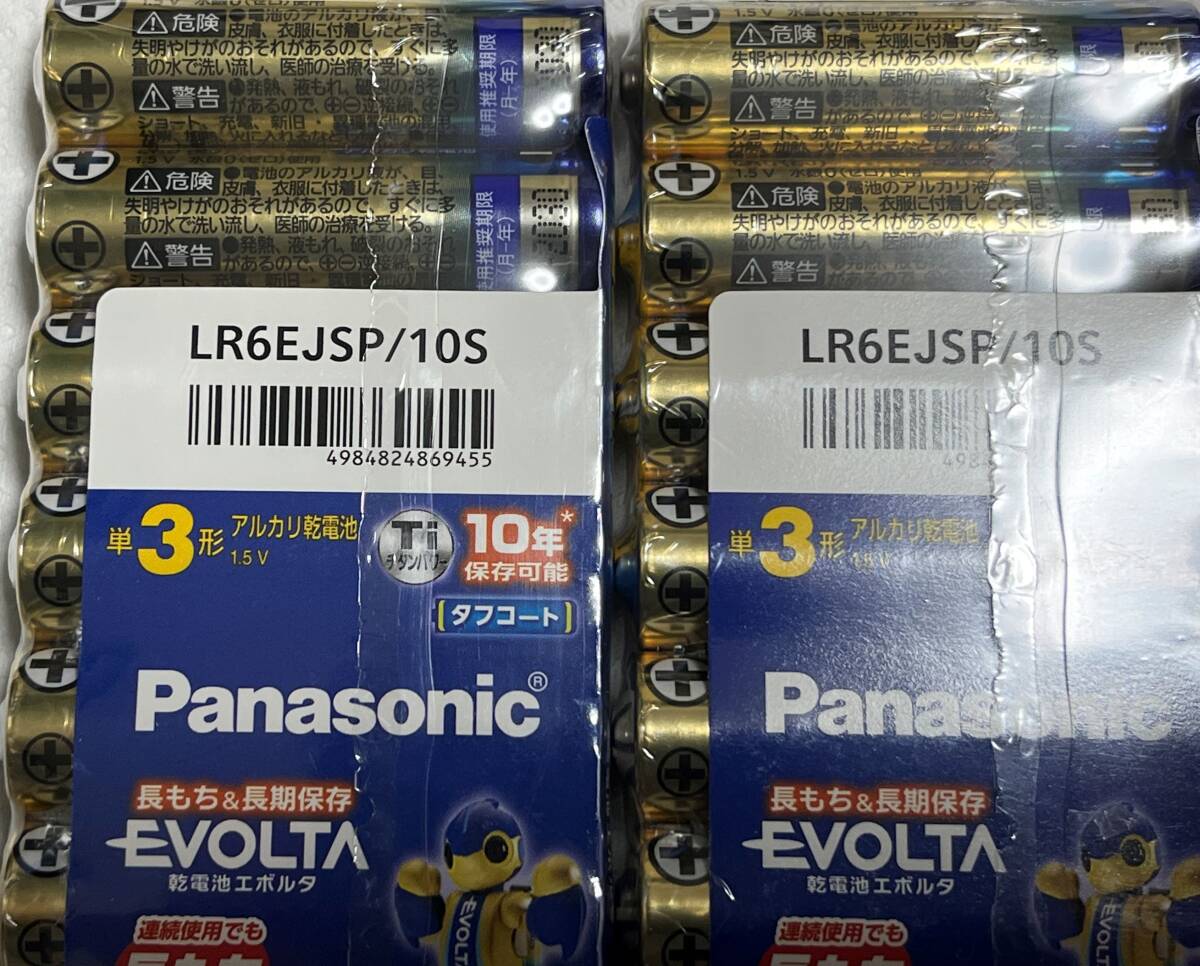 ⚠危険
皮膚、衣服に付着したときは、
失明やけがのおそれがあるので、すぐに多
量の水で洗い流し、医師の治療を受ける。
⚠警告
使用推奨期限
(月-年)
⚠危険 ●電池のアルカリ液が、目、
皮膚、衣服に付着したときは、
失明やけがのおそれがあるので、すぐに多
量の水で洗い流し、医師の治療を受ける。
⚠警告 ●発熱、液もれ、破裂のおそれ
があるので、⊕⊖逆接続、
使用推奨期限
(月-年)
2030
LR6EJSP/10S
4984824869455
単3形 アルカリ乾電池
1.5V
Ti
チタンパワー
10年*
保存可能
タフコート
Panasonic®
長もち&長期保存
EVOLTA
乾電池エボルタ
連続使用でも
長もち
EVOLTA
⚠危険
皮膚、衣服に付着したときは、
失明やけがのおそれがあるので、すぐに多
量の水で洗い流し、医師の治療を受ける。
⚠警告
⚠危険 ●電池のアルカリ液が、目、
皮膚、衣服に付着したときは、
失明やけがのおそれがあるので、すぐに多
量の水で洗い流し、医師の治療を受ける。
⚠警告
LR6EJSP/10S
単3形 アルカリ乾電池
1.5V
Panasonic
長もち&長期保存
EVOLTA
乾電池エボルタ
連続使用でも
長もち
EVOLTA